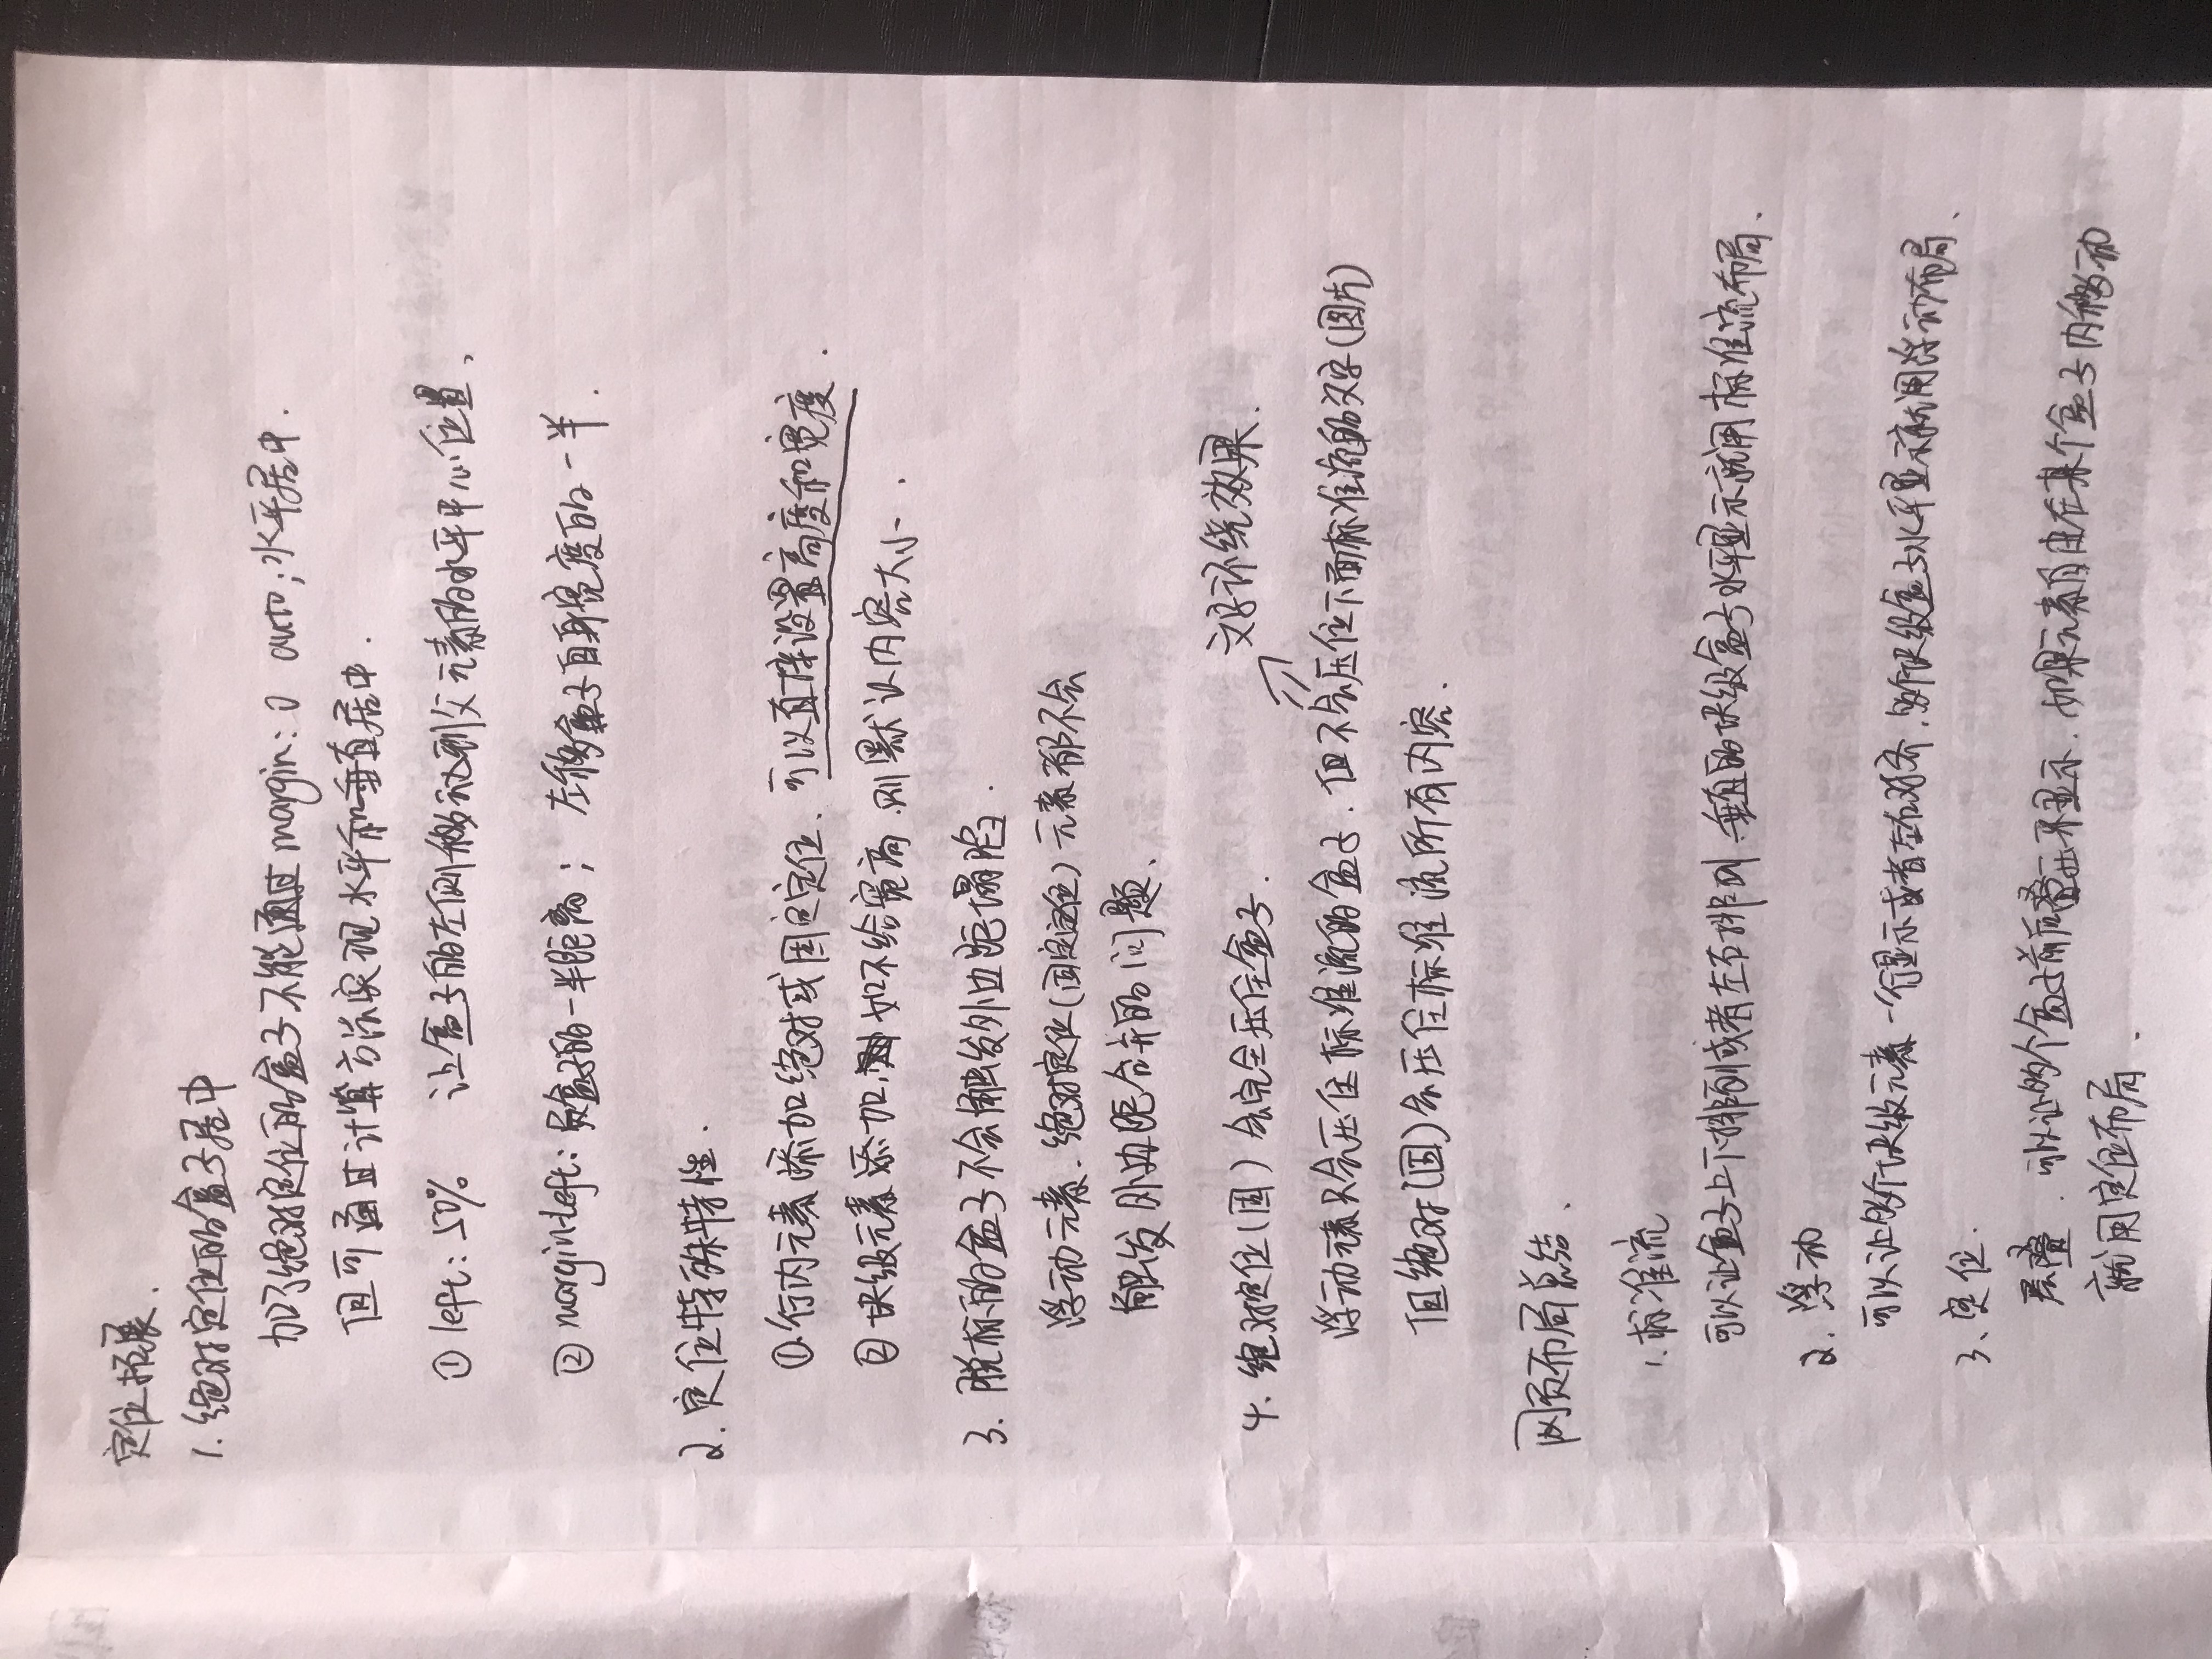 定位拓展.
1. 绝对定位的盒子居中
加了绝对定位的盒子不能通过 margin: 0 auto; 水平居中.
但可通过计算方法实现水平和垂直居中.
① left: 50% 让盒子的左侧移动到父元素的水平中心位置、
② margin-left: 负盒子的一半距离; 左移盒子自身宽度的一半.
2. 定位特殊特性.
①.行内元素添加绝对或固定定位、可以直接设置高度和宽度.
② 块级元素添加, 如不给宽高.则默认内容大小.
3. 脱标的盒子不会触发外边距塌陷.
浮动元素、绝对定位(固定定位)元素都不会
触发外边距合并的问题、
文字环绕效果.
4. 绝对定位(固)会完全压住盒子.
浮动元素只会压住标准流的盒子.但不会压住下面标准流的文字(图片)
但绝对(固)会压住标准流所有内容.
网页布局总结、
1.标准流
可以让盒子上下排列或者左右排列、垂直的块级盒子水平显示就用标准流布局、
2. 浮动
可以让多个块级元素一行显示或者左右对齐,多个块级盒子水平显示就用浮动布局、
3、定位.
层叠.可以让多个盒子前后叠压来显示.如果元素自由在某个盒子内移动
就用定位布局.